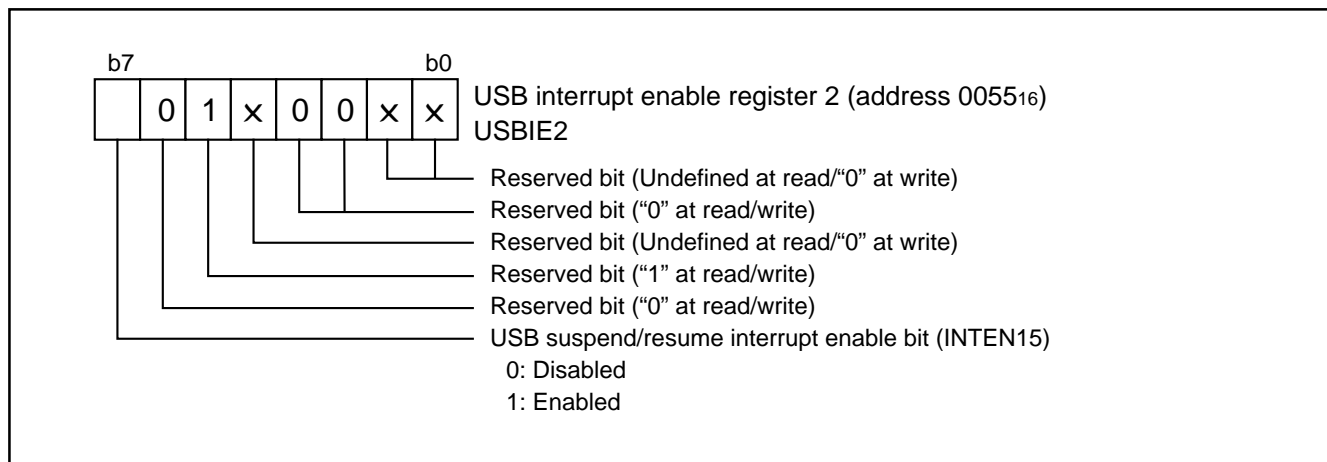 b7 b0
0 1 x 0 0 x x
USB interrupt enable register 2 (address 005516)
USBIE2
Reserved bit (Undefined at read/“0” at write)
Reserved bit (“0” at read/write)
Reserved bit (Undefined at read/“0” at write)
Reserved bit (“1” at read/write)
Reserved bit (“0” at read/write)
USB suspend/resume interrupt enable bit (INTEN15)
0: Disabled
1: Enabled